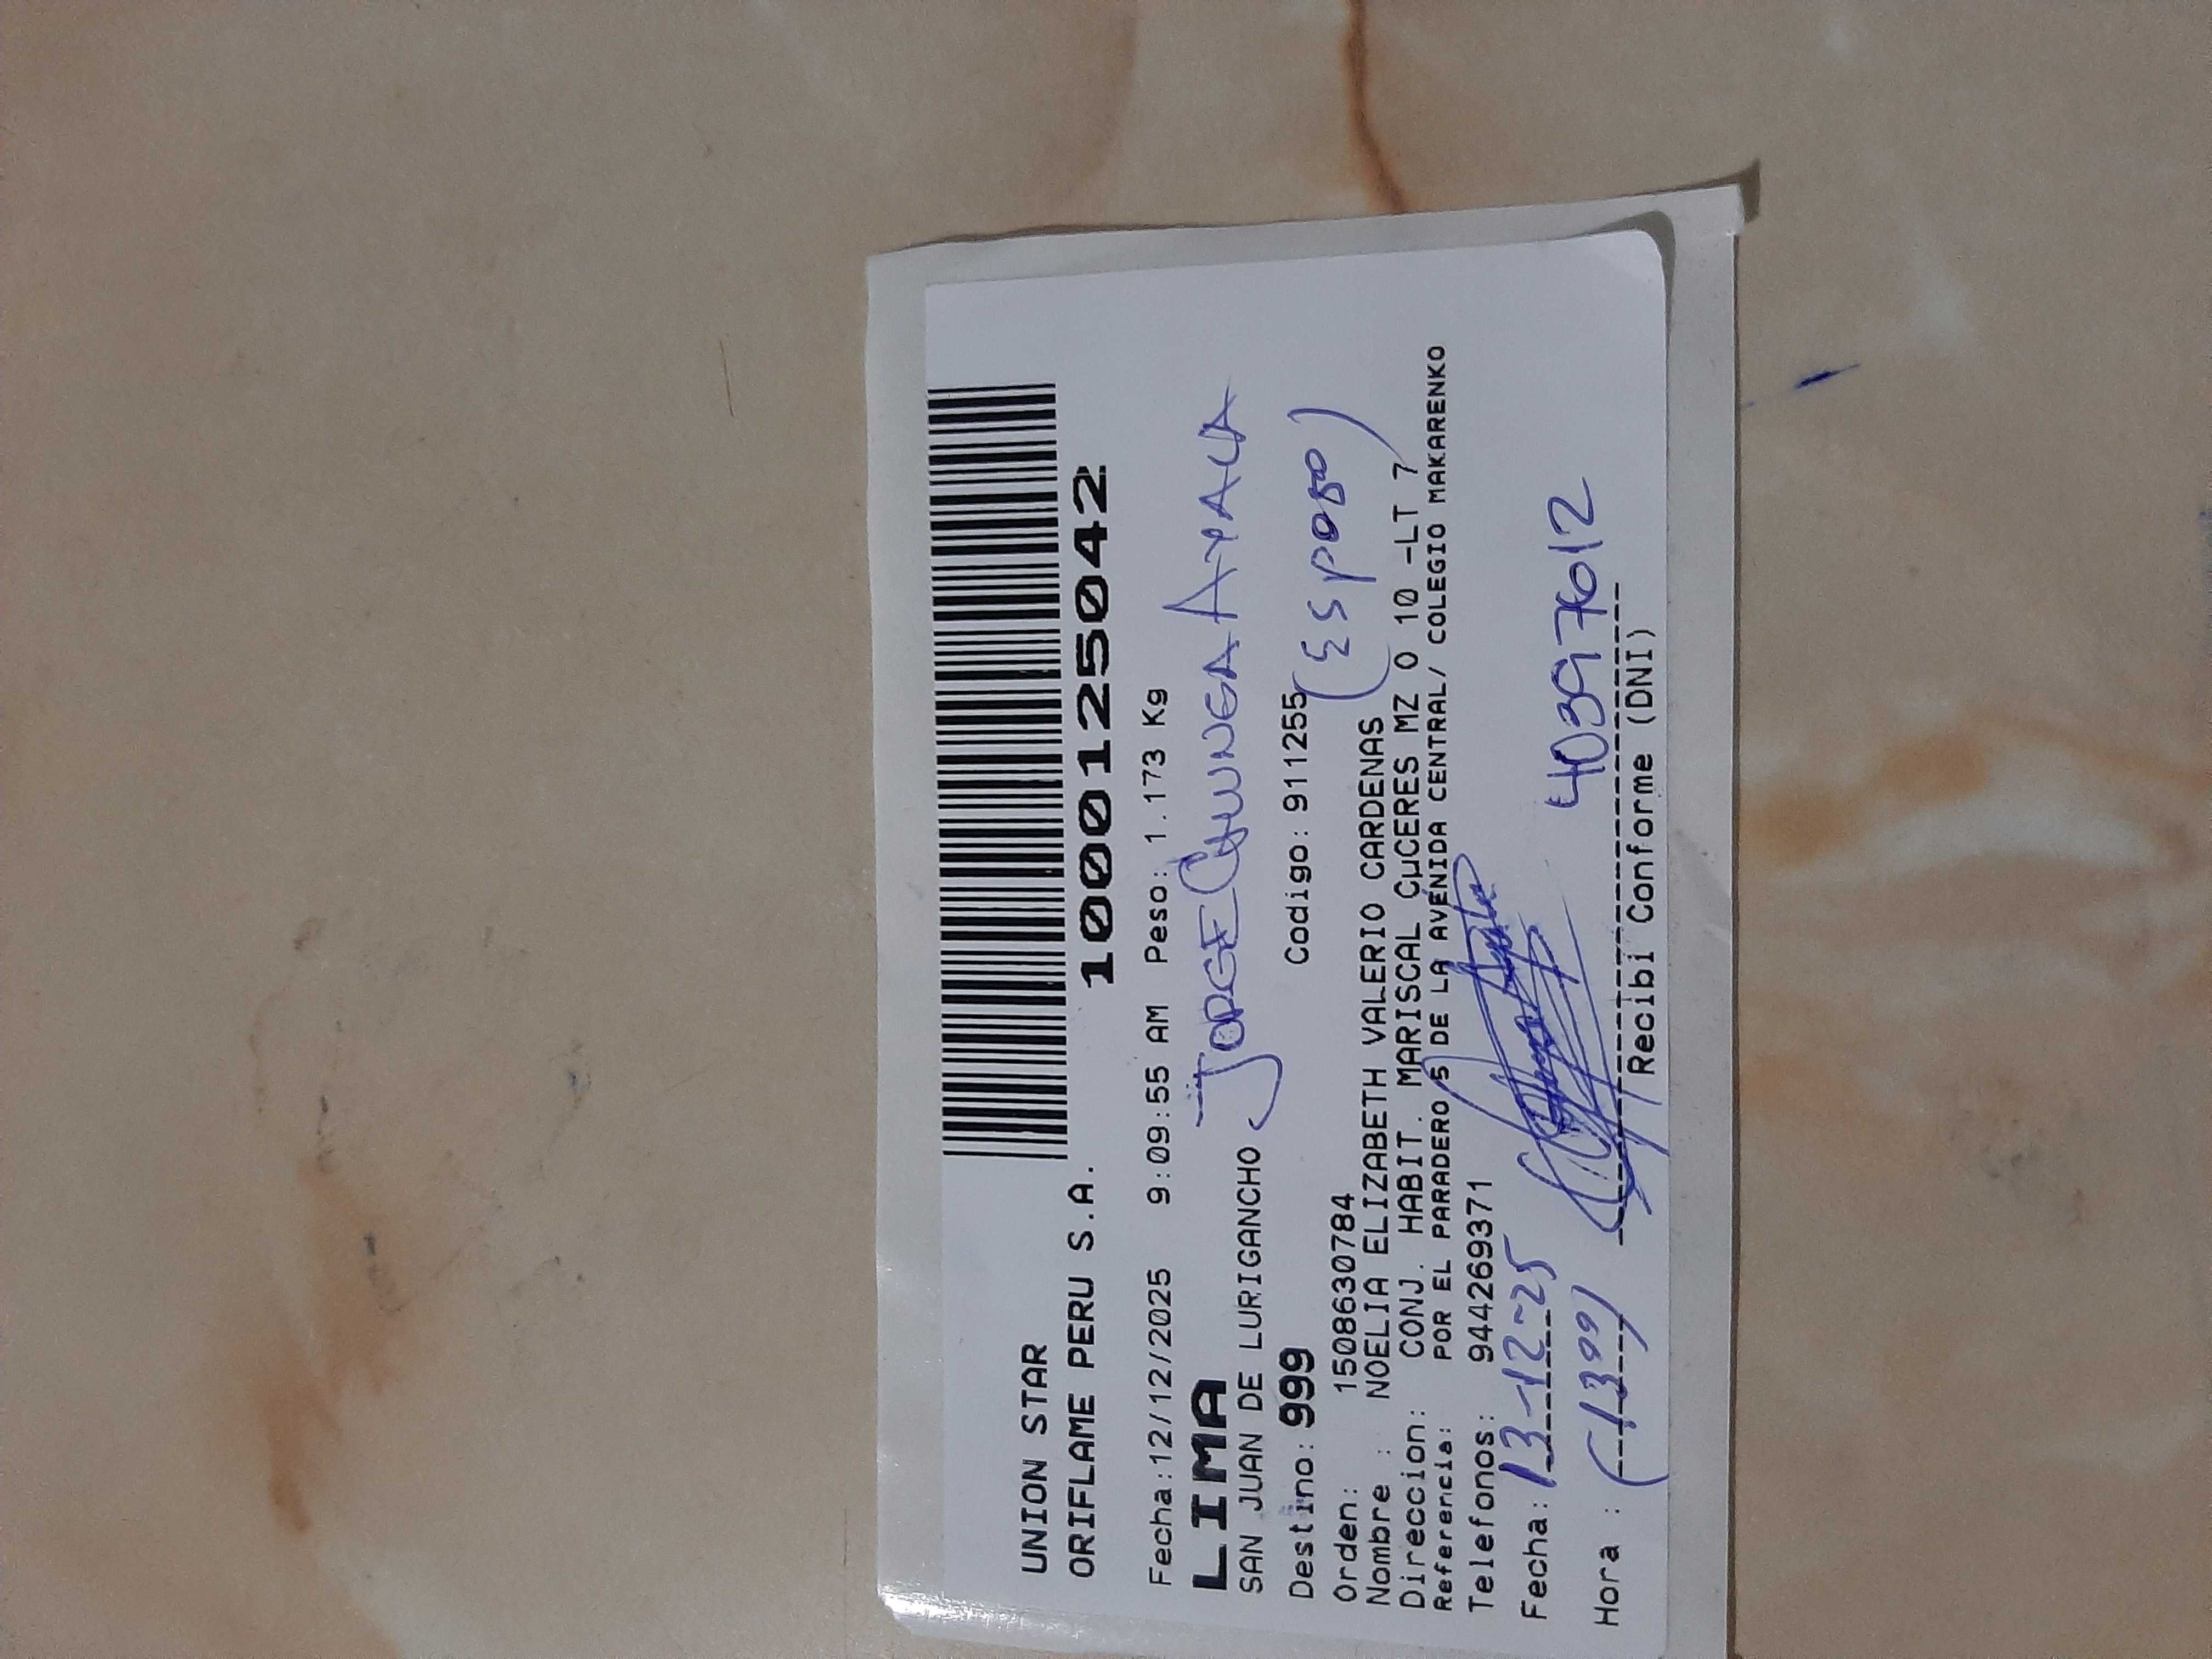 UNION STAR
ORIFLAME PERU S.A.
1000125042
Fecha:12/12/2025 9:09:55 AM Peso: 1.173 Kg
LIMA
SAN JUAN DE LURIGANCHO
JORGE CHUNGA AYALA
Destino: 999 Codigo: 911255
(Esposo)
Orden: 1508630784
Nombre : NOELIA ELIZABETH VALERIO CARDENAS
Direccion: CONJ. HABIT. MARISCAL CµCERES MZ O 10 -LT 7
Referencia: POR EL PARADERO 5 DE LA AVENIDA CENTRAL/ COLEGIO MAKARENKO
Telefonos: 944269371
Fecha: 13-12-25
40397612
Hora :
Recibi Conforme (DNI)